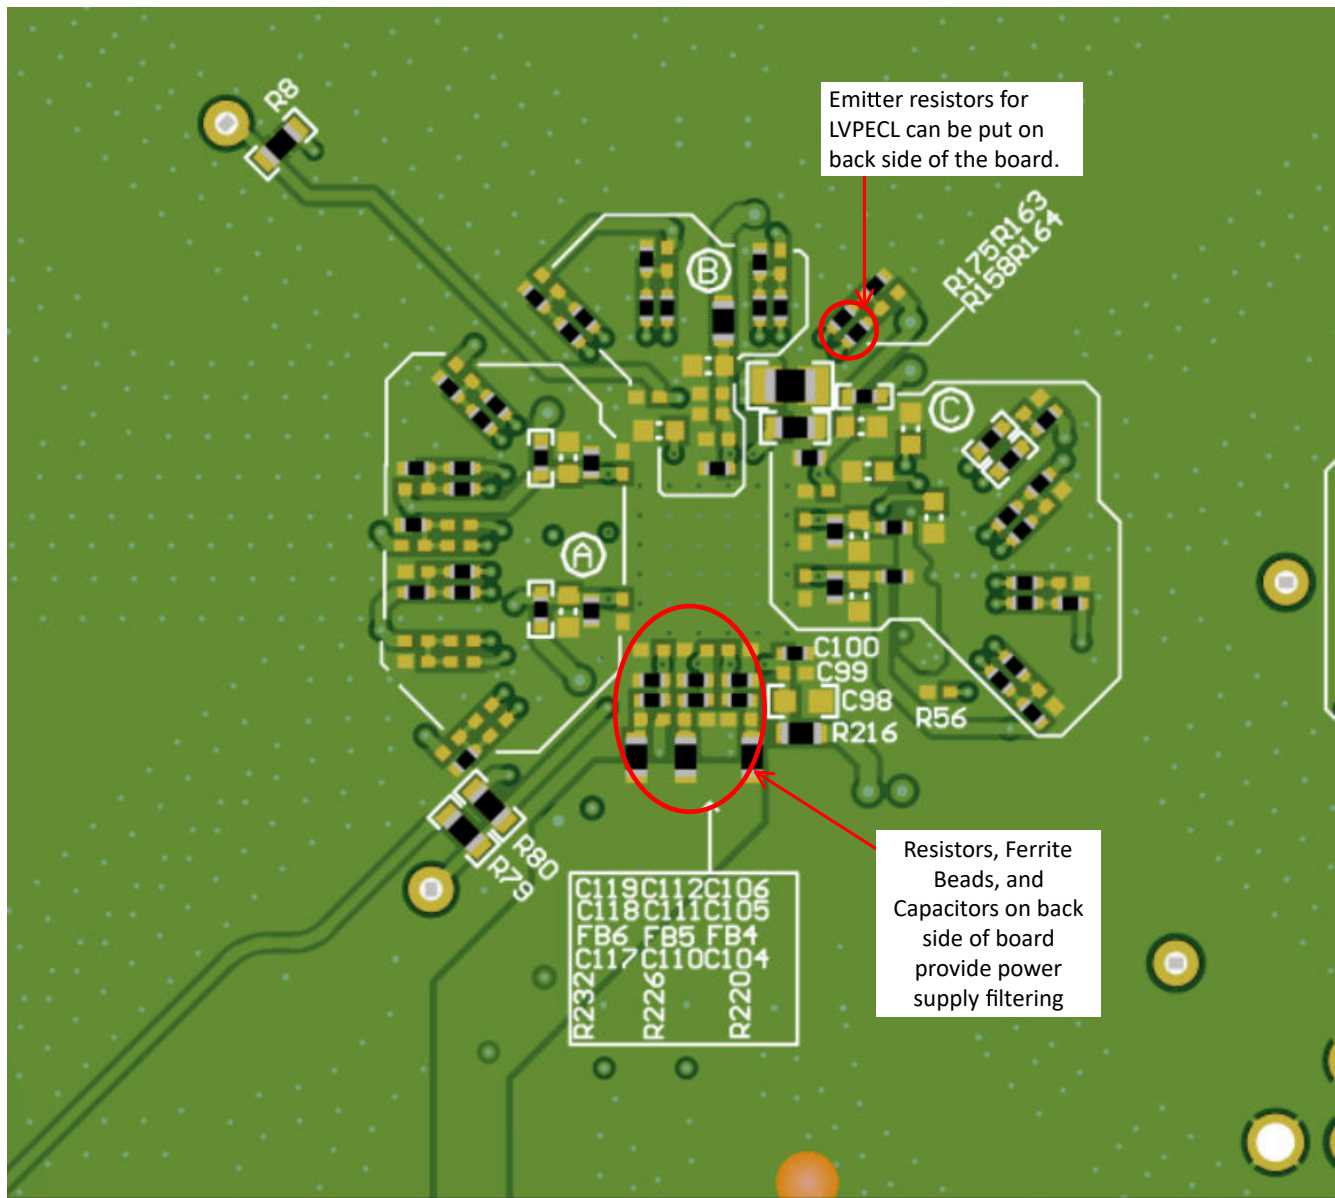 R8
Emitter resistors for
LVPECL can be put on
back side of the board.
R175R163
R158R164
B
C
A
C100
C99
C98
R56
R216
R80
R79
Resistors, Ferrite
Beads, and
Capacitors on back
side of board
provide power
supply filtering
C119C112C106
C118C111C105
FB6 FB5 FB4
C117C110C104
R232 R226 R220